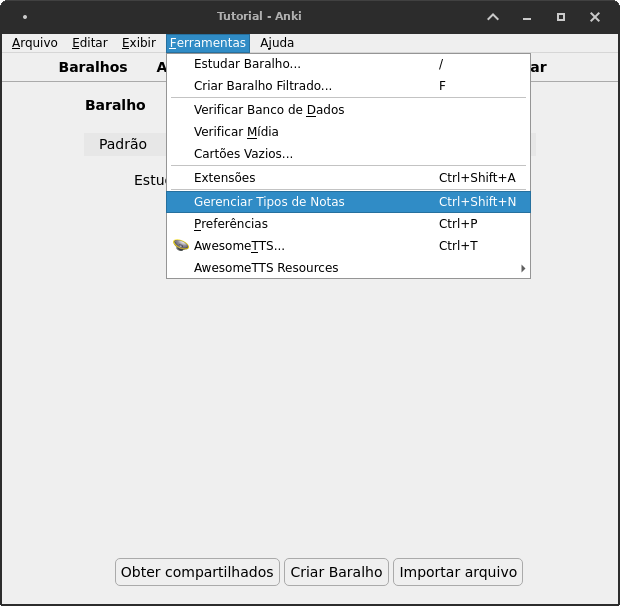 Tutorial - Anki
Arquivo Editar Exibir Ferramentas Ajuda
Baralhos A ar
Baralho
Padrão
Estu
Estudar Baralho... /
Criar Baralho Filtrado... F
Verificar Banco de Dados
Verificar Mídia
Cartões Vazios...
Extensões Ctrl+Shift+A
Gerenciar Tipos de Notas Ctrl+Shift+N
Preferências Ctrl+P
AwesomeTTS... Ctrl+T
AwesomeTTS Resources
Obter compartilhados Criar Baralho Importar arquivo